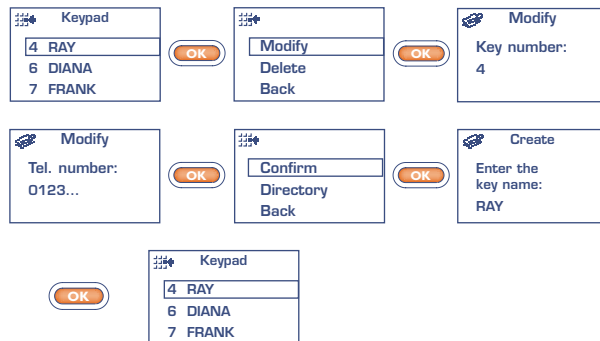 Keypad
4 RAY
6 DIANA
7 FRANK
OK
Modify
Delete
Back
OK
Modify
Key number:
4
Modify
Tel. number:
0123...
OK
Confirm
Directory
Back
OK
Create
Enter the
key name:
RAY
OK
Keypad
4 RAY
6 DIANA
7 FRANK